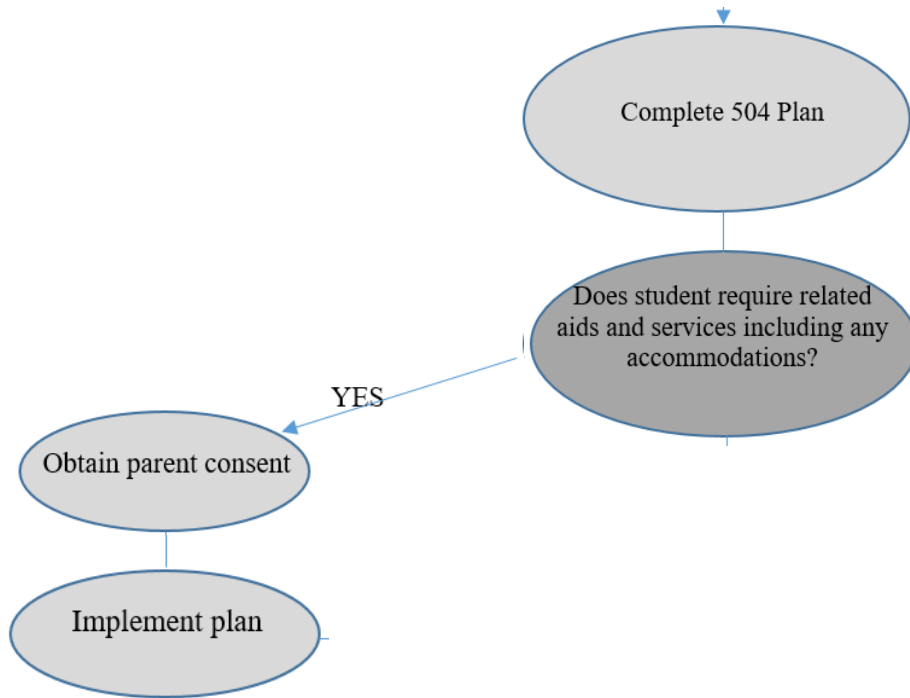 Complete 504 Plan
Does student require related
aids and services including any
accommodations?
YES
Obtain parent consent
Implement plan